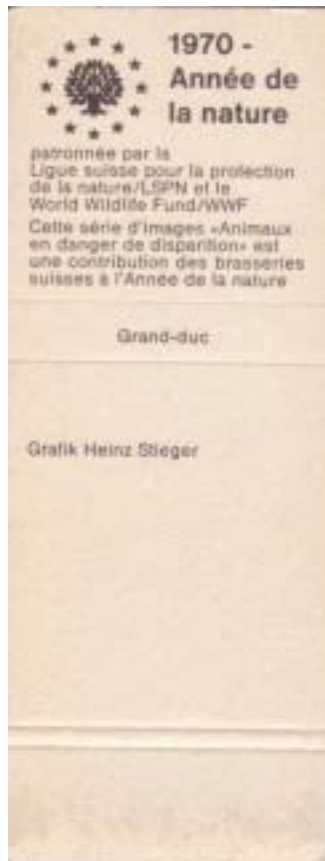 1970 -
Année de
la nature
patronnée par la
Ligue suisse pour la protection
de la nature/LSPN et le
World Wildlife Fund/WWF
Cette série d'images «Animaux
en danger de disparition» est
une contribution des brasseries
suisses à l'Année de la nature
Grand-duc
Grafik Heinz Stieger